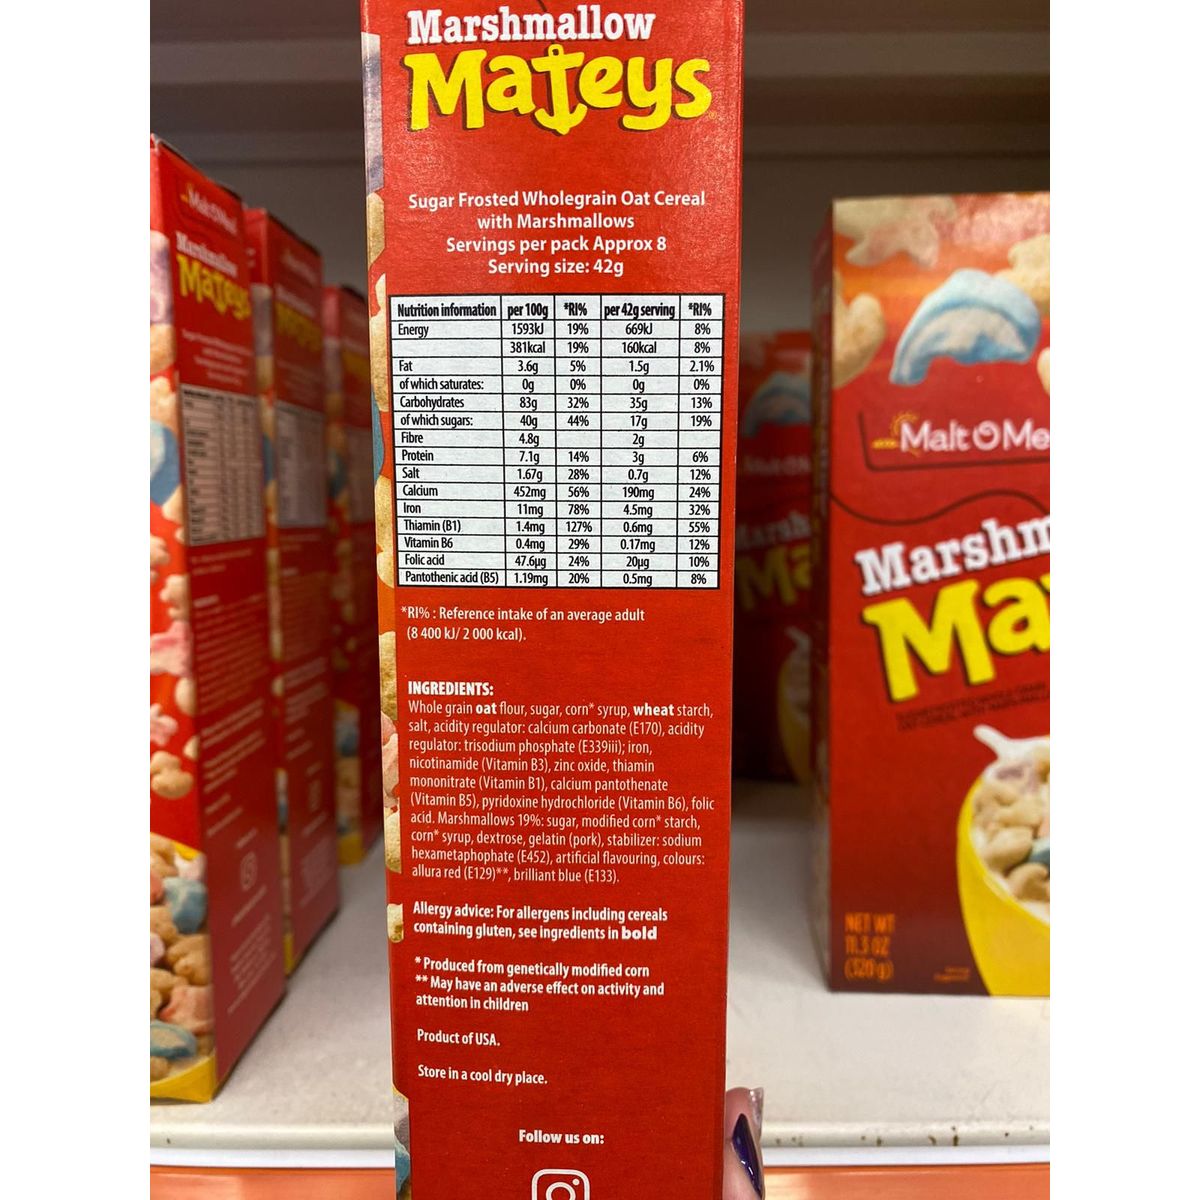 Marshmallow
Mateys
Sugar Frosted Wholegrain Oat Cereal
with Marshmallows
Servings per pack Approx 8
Serving size: 42g
Nutrition information per 100g *RI% per 42g serving *RI%
Energy 1593kJ 19% 669kJ 8%
381kcal 19% 160kcal 8%
Fat 3.6g 5% 1.5g 2.1%
of which saturates: 0g 0% 0g 0%
Carbohydrates 83g 32% 35g 13%
of which sugars: 40g 44% 17g 19%
Fibre 4.8g 2g
Protein 7.1g 14% 3g 6%
Salt 1.67g 28% 0.7g 12%
Calcium 452mg 56% 190mg 24%
Iron 11mg 78% 4.5mg 32%
Thiamin (B1) 1.4mg 127% 0.6mg 55%
Vitamin B6 0.4mg 29% 0.17mg 12%
Folic acid 47.6µg 24% 20µg 10%
Pantothenic acid (B5) 1.19mg 20% 0.5mg 8%
*RI% : Reference intake of an average adult
(8 400 kJ/ 2 000 kcal).
INGREDIENTS:
Whole grain oat flour, sugar, corn* syrup, wheat starch,
salt, acidity regulator: calcium carbonate (E170), acidity
regulator: trisodium phosphate (E339iii); iron,
nicotinamide (Vitamin B3), zinc oxide, thiamin
mononitrate (Vitamin B1), calcium pantothenate
(Vitamin B5), pyridoxine hydrochloride (Vitamin B6), folic
acid. Marshmallows 19%: sugar, modified corn* starch,
corn* syrup, dextrose, gelatin (pork), stabilizer: sodium
hexametaphophate (E452), artificial flavouring, colours:
allura red (E129)**, brilliant blue (E133).
Allergy advice: For allergens including cereals
containing gluten, see ingredients in bold
* Produced from genetically modified corn
** May have an adverse effect on activity and
attention in children
Product of USA.
Store in a cool dry place.
Follow us on:
Marshmallow
Mateys
Malt O Me
Marshm
Ma
NET WT
11.3 OZ
(320g)